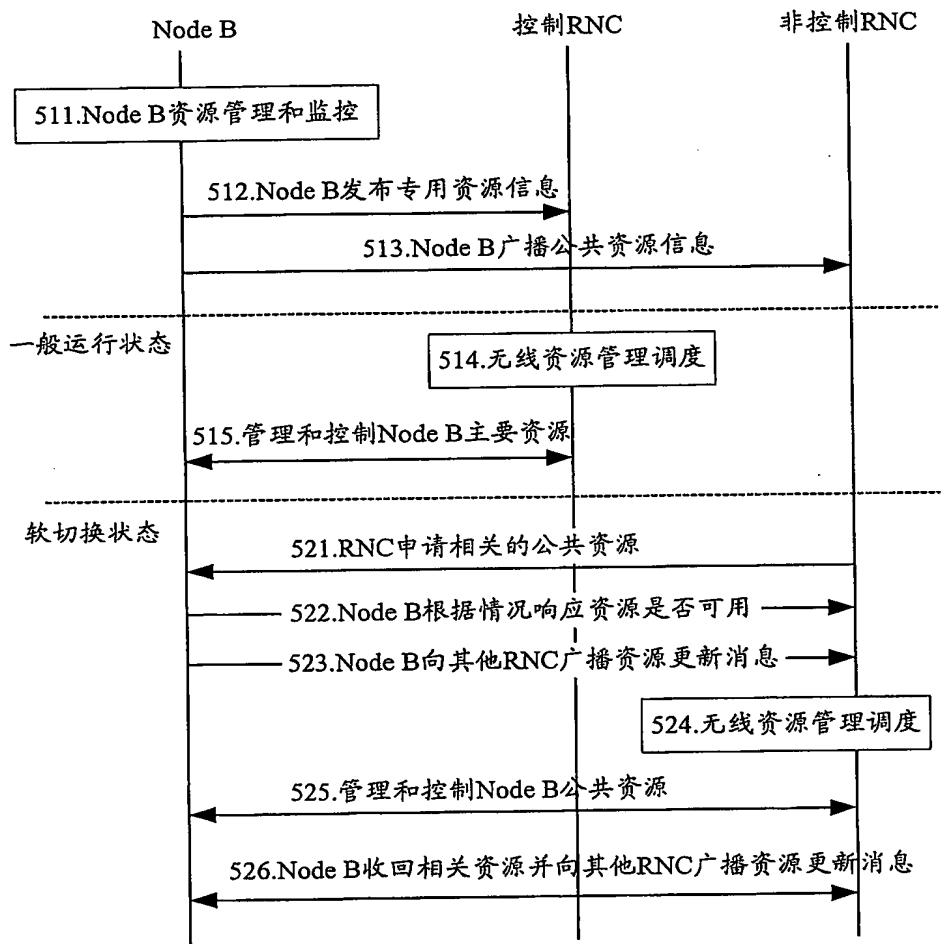 Node B
控制RNC
非控制RNC
511.Node B资源管理和监控
512.Node B发布专用资源信息
513.Node B广播公共资源信息
一般运行状态
514.无线资源管理调度
515.管理和控制Node B主要资源
软切换状态
521.RNC申请相关的公共资源
522.Node B根据情况响应资源是否可用
523.Node B向其他RNC广播资源更新消息
524.无线资源管理调度
525.管理和控制Node B公共资源
526.Node B收回相关资源并向其他RNC广播资源更新消息